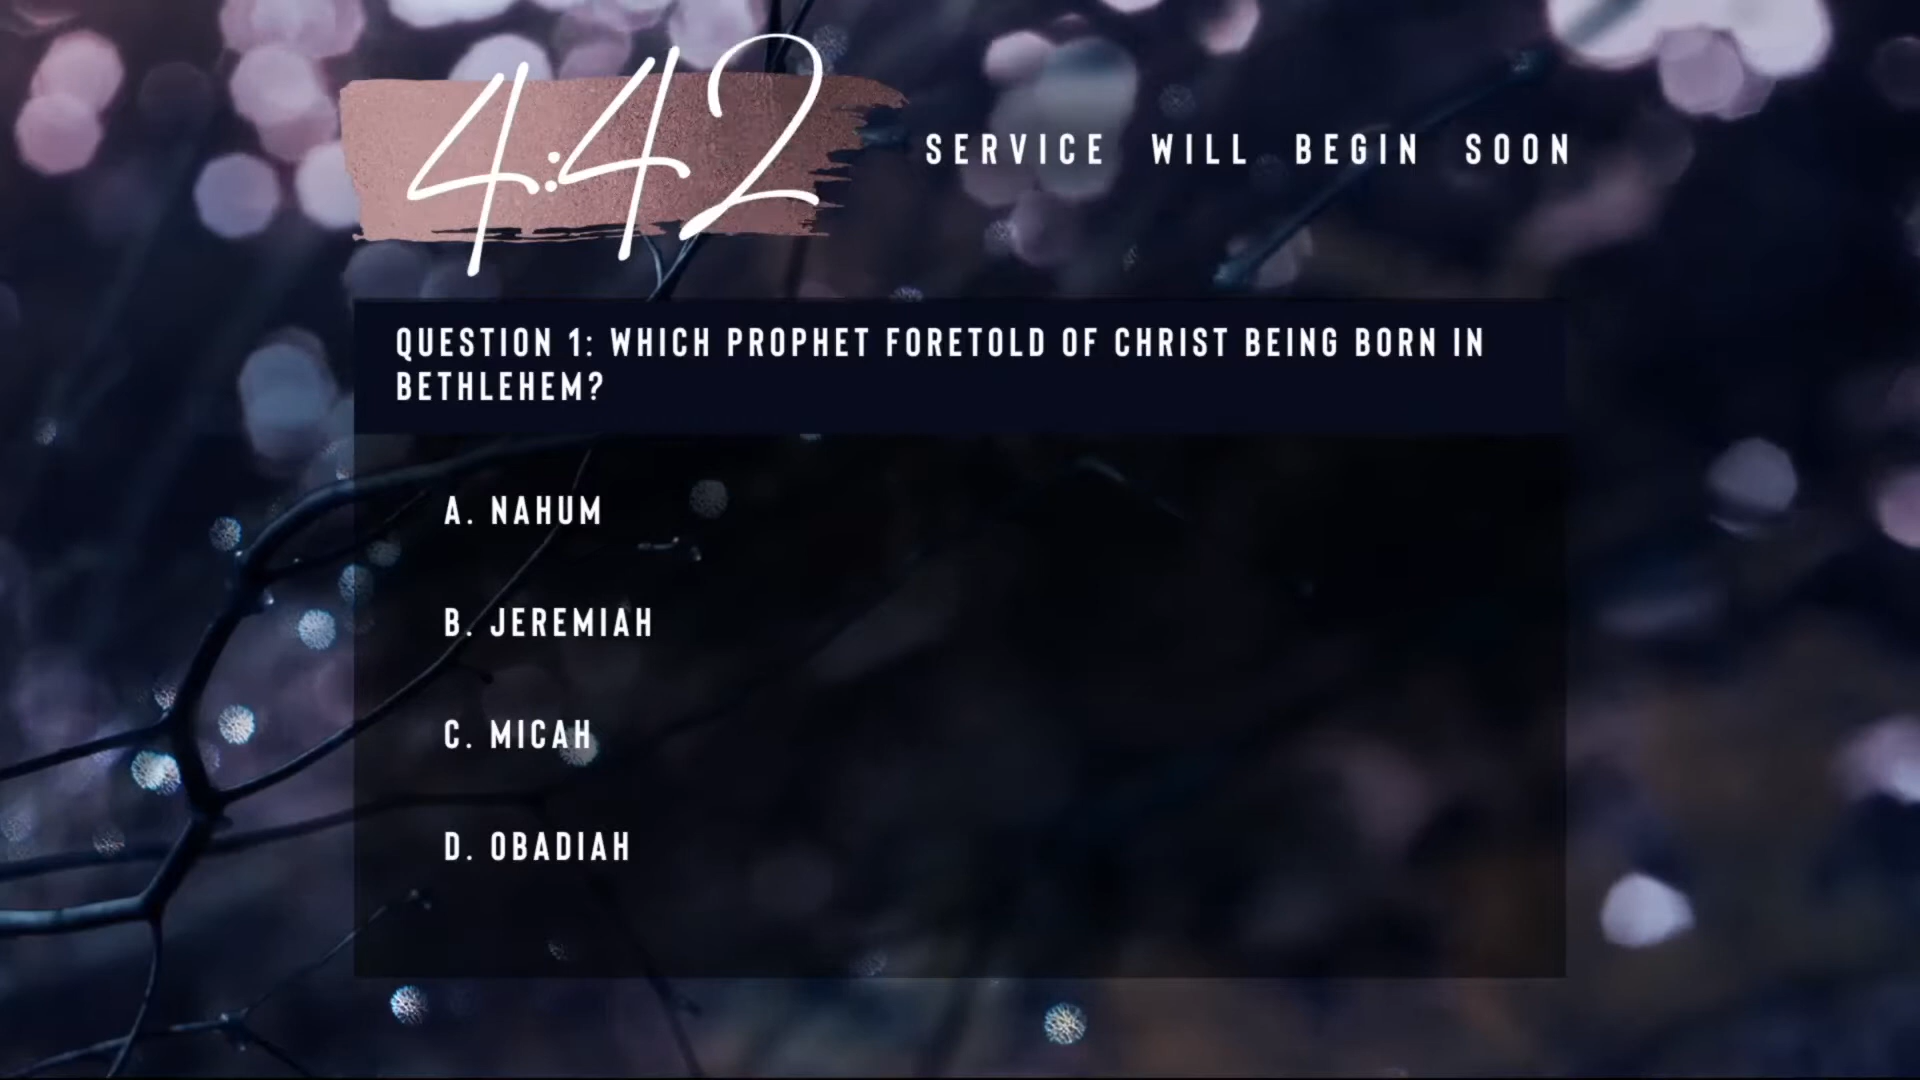 4:42
SERVICE WILL BEGIN SOON
QUESTION 1: WHICH PROPHET FORETOLD OF CHRIST BEING BORN IN
BETHLEHEM?
A. NAHUM
B. JEREMIAH
C. MICAH
D. OBADIAH